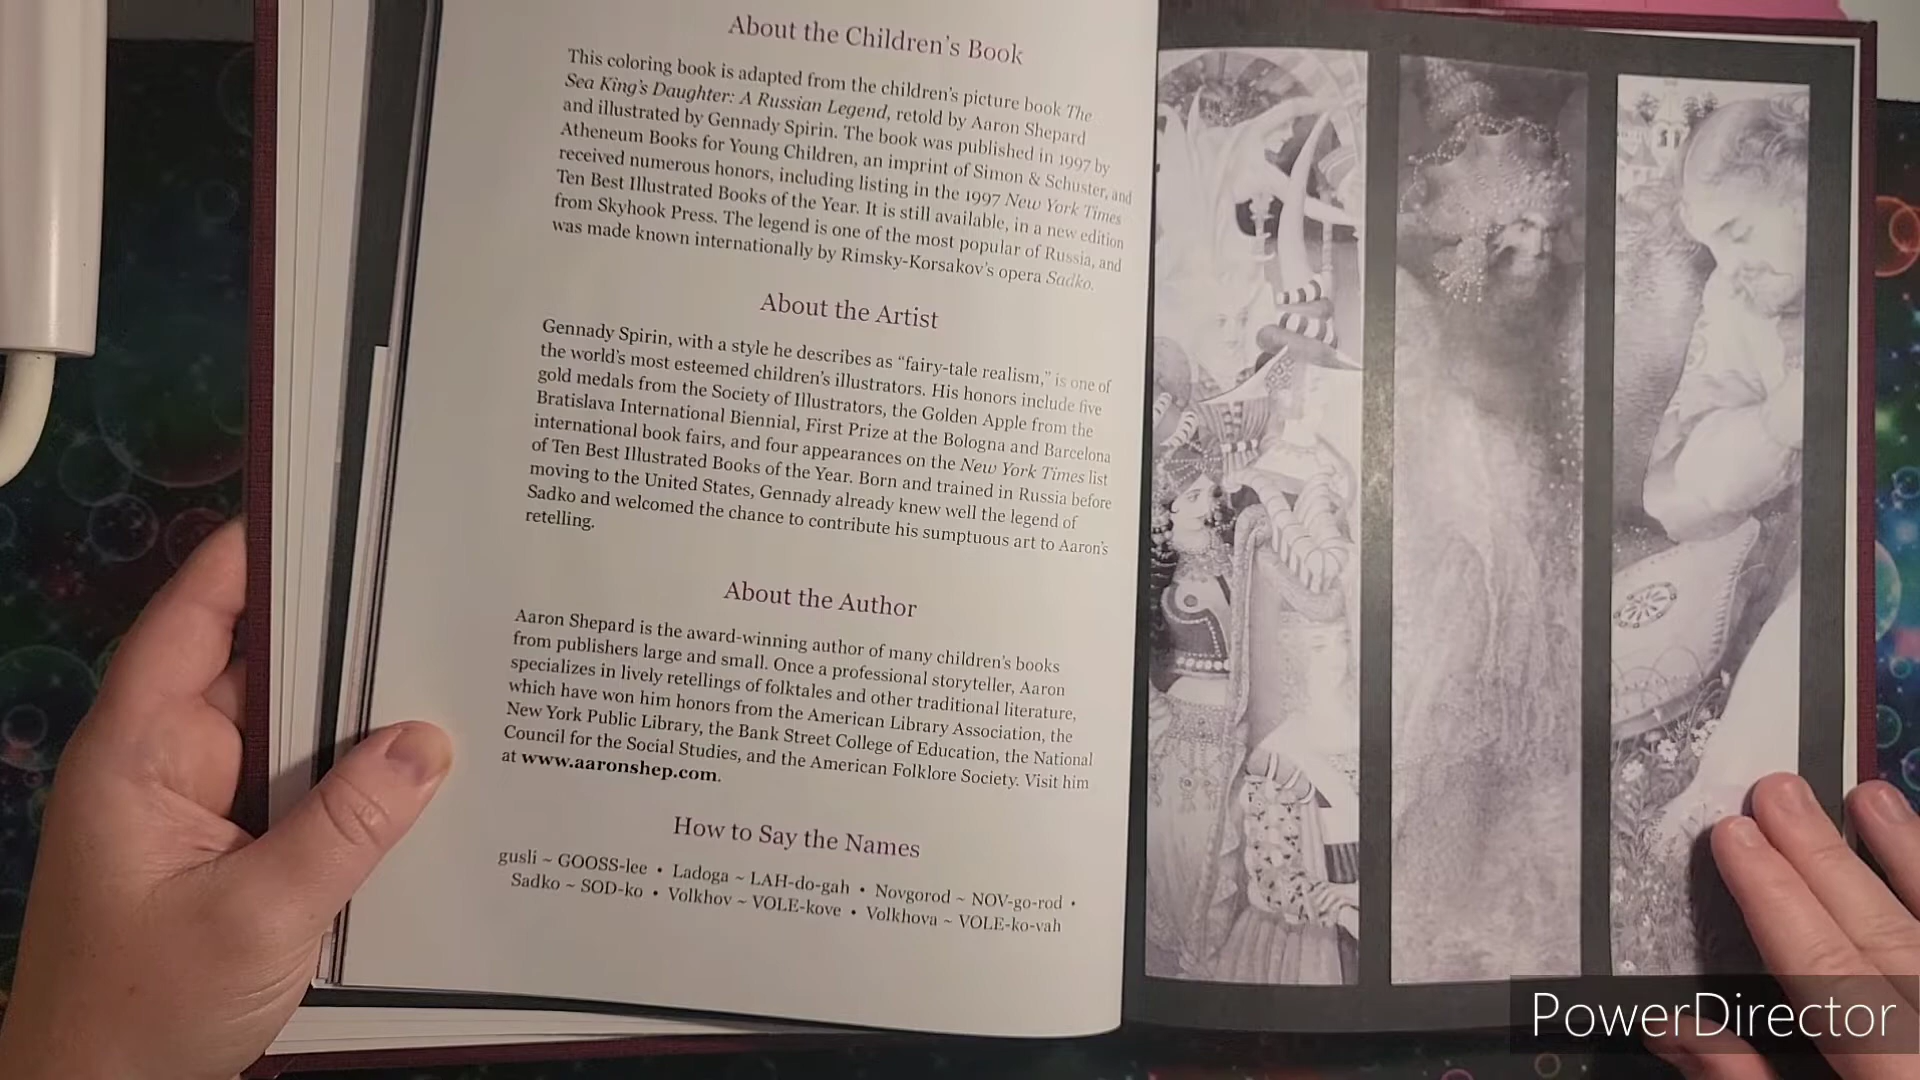 About the Children's Book
This coloring book is adapted from the children's picture book The
Sea King's Daughter: A Russian Legend, retold by Aaron Shepard
and illustrated by Gennady Spirin. The book was published in 1997 by
Atheneum Books for Young Children, an imprint of Simon & Schuster, and
received numerous honors, including listing in the 1997 New York Times
Ten Best Illustrated Books of the Year. It is still available, in a new edition
from Skyhook Press. The legend is one of the most popular of Russia, and
was made known internationally by Rimsky-Korsakov's opera Sadko.
About the Artist
Gennady Spirin, with a style he describes as “fairy-tale realism,” is one of
the world's most esteemed children's illustrators. His honors include five
gold medals from the Society of Illustrators, the Golden Apple from the
Bratislava International Biennial, First Prize at the Bologna and Barcelona
international book fairs, and four appearances on the New York Times list
of Ten Best Illustrated Books of the Year. Born and trained in Russia before
moving to the United States, Gennady already knew well the legend of
Sadko and welcomed the chance to contribute his sumptuous art to Aaron's
retelling.
About the Author
Aaron Shepard is the award-winning author of many children's books
from publishers large and small. Once a professional storyteller, Aaron
specializes in lively retellings of folktales and other traditional literature,
which have won him honors from the American Library Association, the
New York Public Library, the Bank Street College of Education, the National
Council for the Social Studies, and the American Folklore Society. Visit him
at www.aaronshep.com.
How to Say the Names
gusli ~ GOOSS-lee • Ladoga ~ LAH-do-gah • Novgorod ~ NOV-go-rod •
Sadko ~ SOD-ko • Volkhov ~ VOLE-kove • Volkhova ~ VOLE-ko-vah
PowerDirector